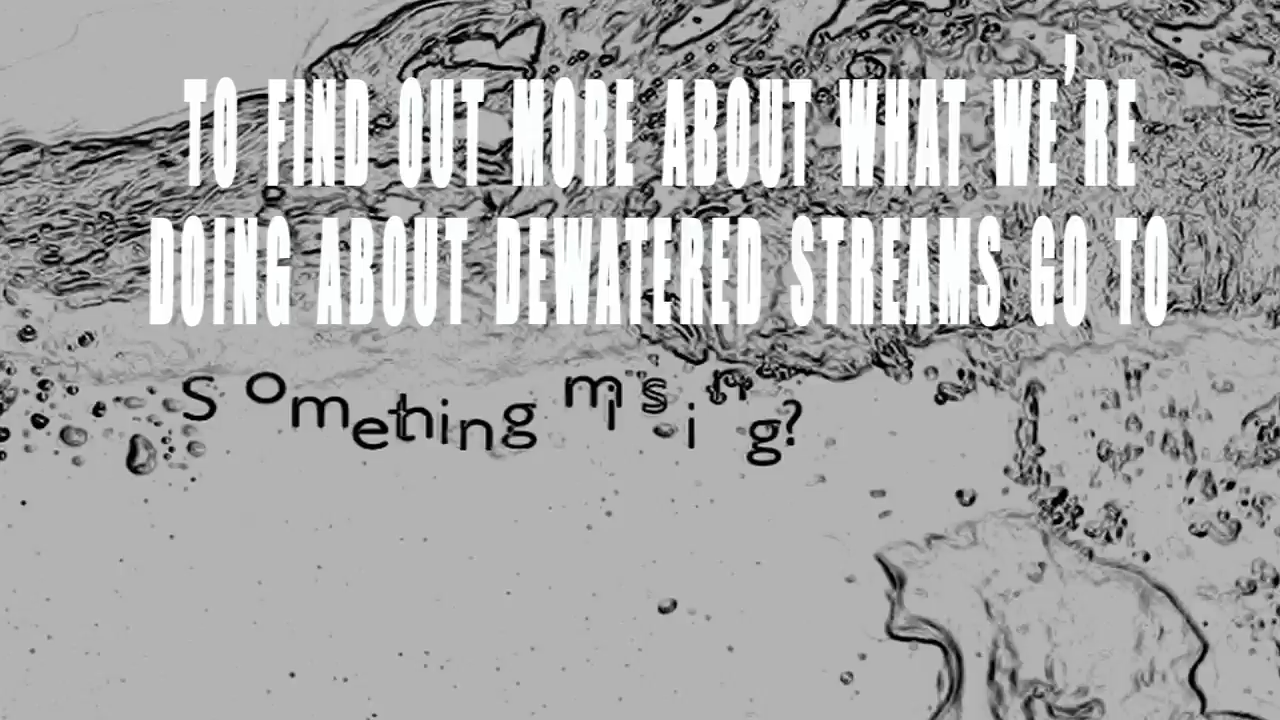 TO FIND OUT MORE ABOUT WHAT WE'RE
DOING ABOUT DEWATERED STREAMS GO TO
Something missing?